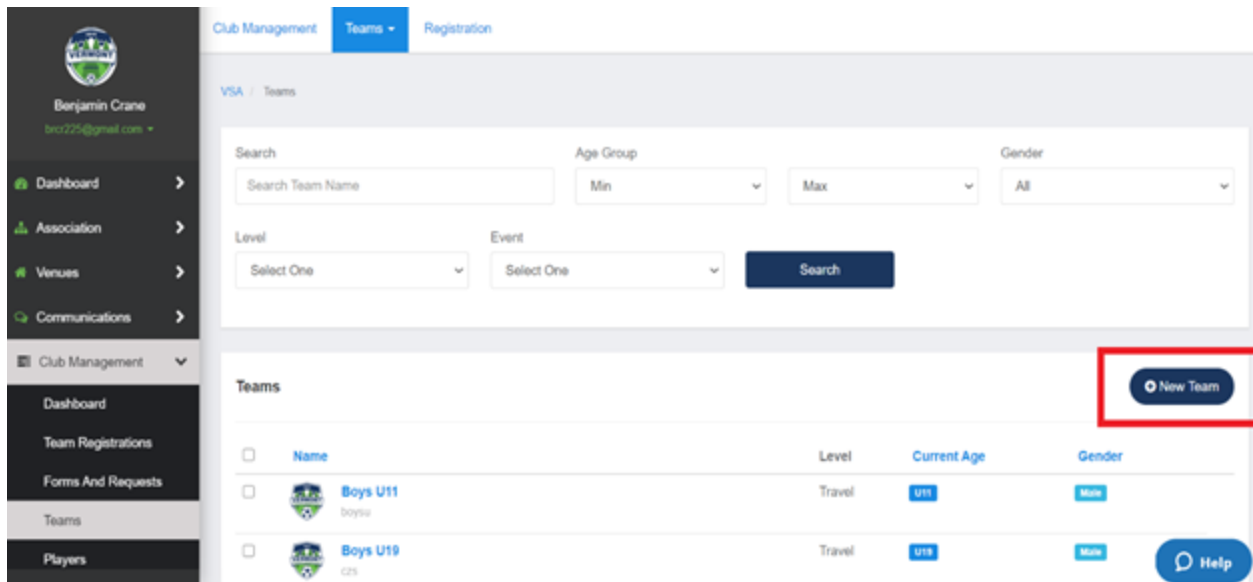 Club Management Teams Registration
VERMONT
Benjamin Crane
brcr225@gmail.com
VSA / Teams
Search Age Group Gender
Search Team Name Min Max All
Level Event
Select One Select One Search
Dashboard
Association
Venues
Communications
Club Management
Dashboard
Team Registrations
Forms And Requests
Teams
Players
Teams New Team
Name Level Current Age Gender
Boys U11 Travel U11 Male
boysu
Boys U19 Travel U19 Male
czs
Help